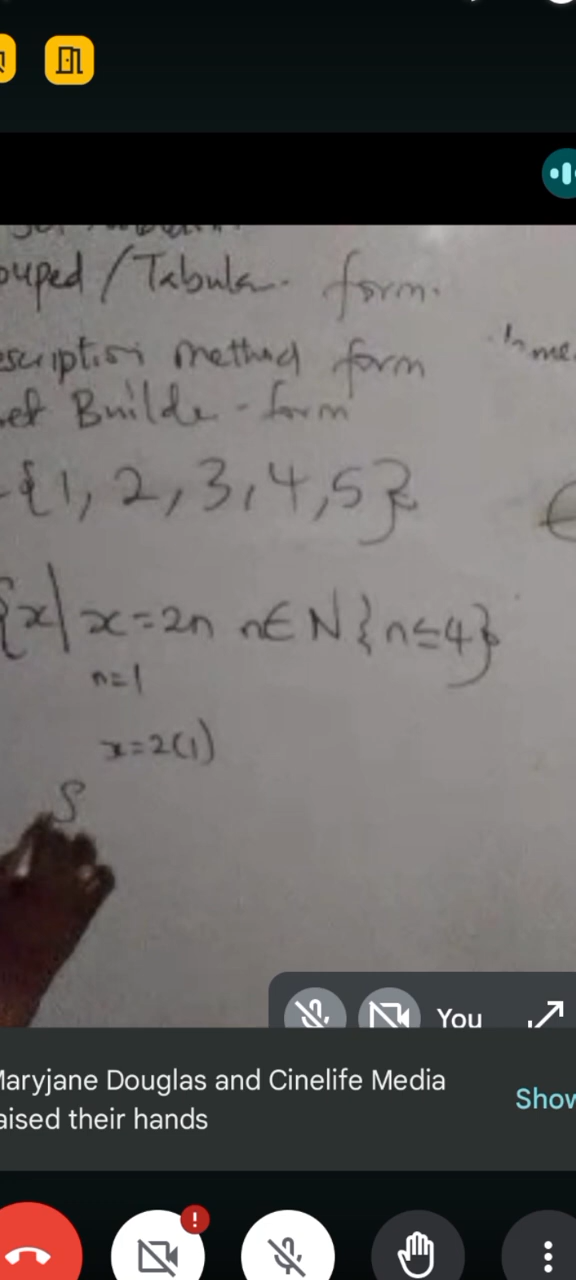 ouped / Tabula. form.
escription method form
et Builde - form
{1, 2, 3, 4, 5}
{x| x=2n n∈N{n≤4}
n=1
x=2(1)
S
You
Maryjane Douglas and Cinelife Media
aised their hands
Show